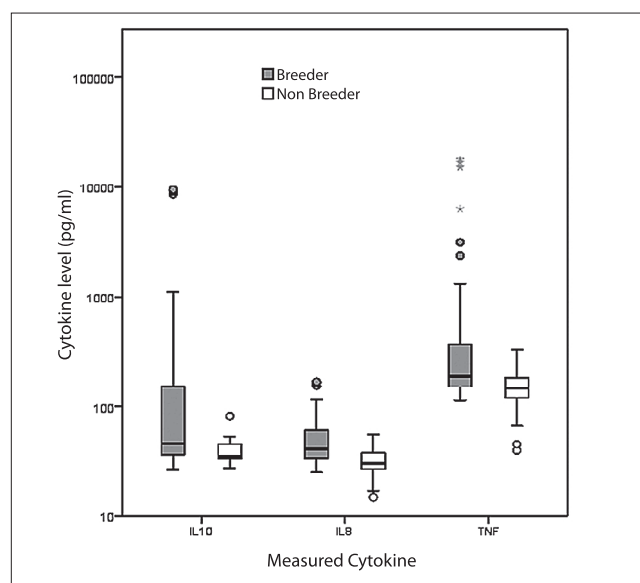 Breeder
Non Breeder
Cytokine level (pg/ml)
100000
10000
1000
100
10
IL10 IL8 TNF
Measured Cytokine